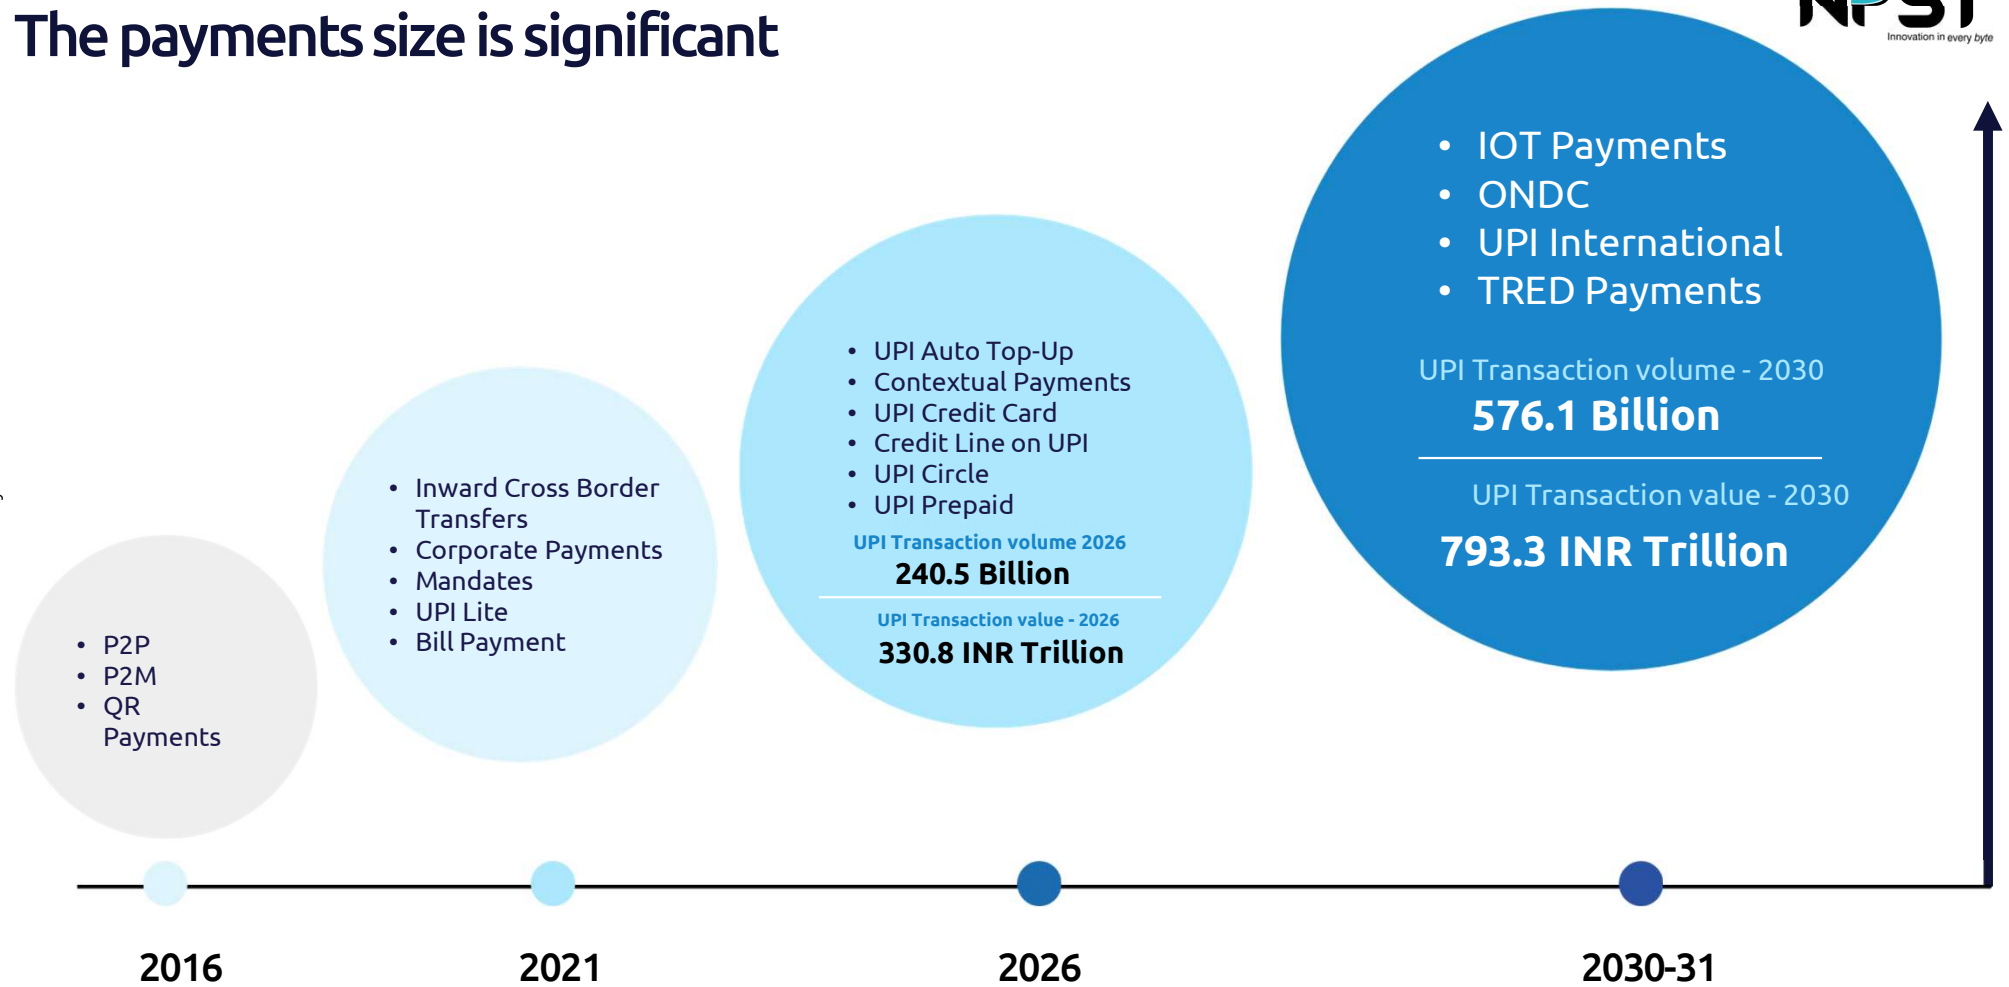 The payments size is significant
NPST
Innovation in every byte
• IOT Payments
• ONDC
• UPI International
• TRED Payments
UPI Transaction volume - 2030
576.1 Billion
UPI Transaction value - 2030
793.3 INR Trillion
• UPI Auto Top-Up
• Contextual Payments
• UPI Credit Card
• Credit Line on UPI
• UPI Circle
• UPI Prepaid
UPI Transaction volume 2026
240.5 Billion
UPI Transaction value - 2026
330.8 INR Trillion
• Inward Cross Border
Transfers
• Corporate Payments
• Mandates
• UPI Lite
• Bill Payment
• P2P
• P2M
• QR
Payments
2016
2021
2026
2030-31